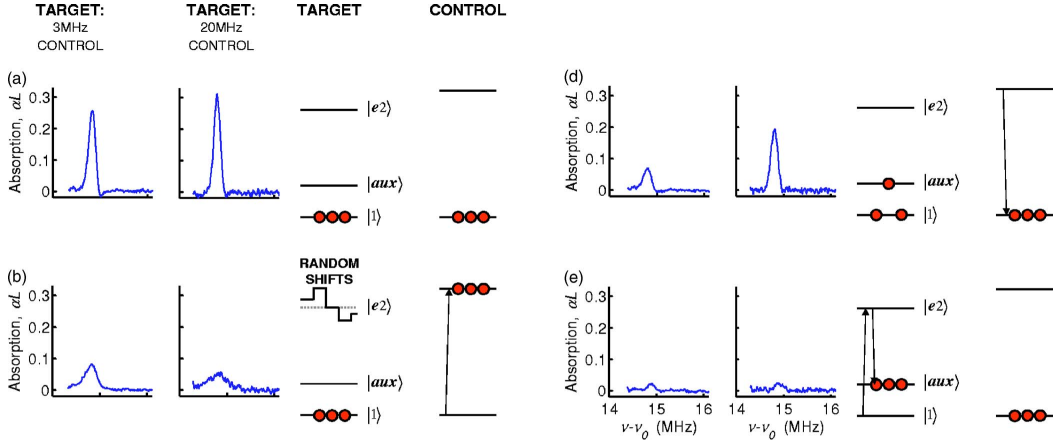 TARGET: TARGET: TARGET CONTROL
3MHz 20MHz
CONTROL CONTROL
(a)
Absorption, αL
0.3
0.2
0.1
0
|e2⟩
|aux⟩
|1⟩
(b)
Absorption, αL
0.3
0.2
0.1
0
RANDOM
SHIFTS
|e2⟩
|aux⟩
|1⟩
(d)
Absorption, αL
0.3
0.2
0.1
0
|e2⟩
|aux⟩
|1⟩
(e)
Absorption, αL
0.3
0.2
0.1
0
14 15 16 14 15 16
ν-ν₀ (MHz) ν-ν₀ (MHz)
|e2⟩
|aux⟩
|1⟩